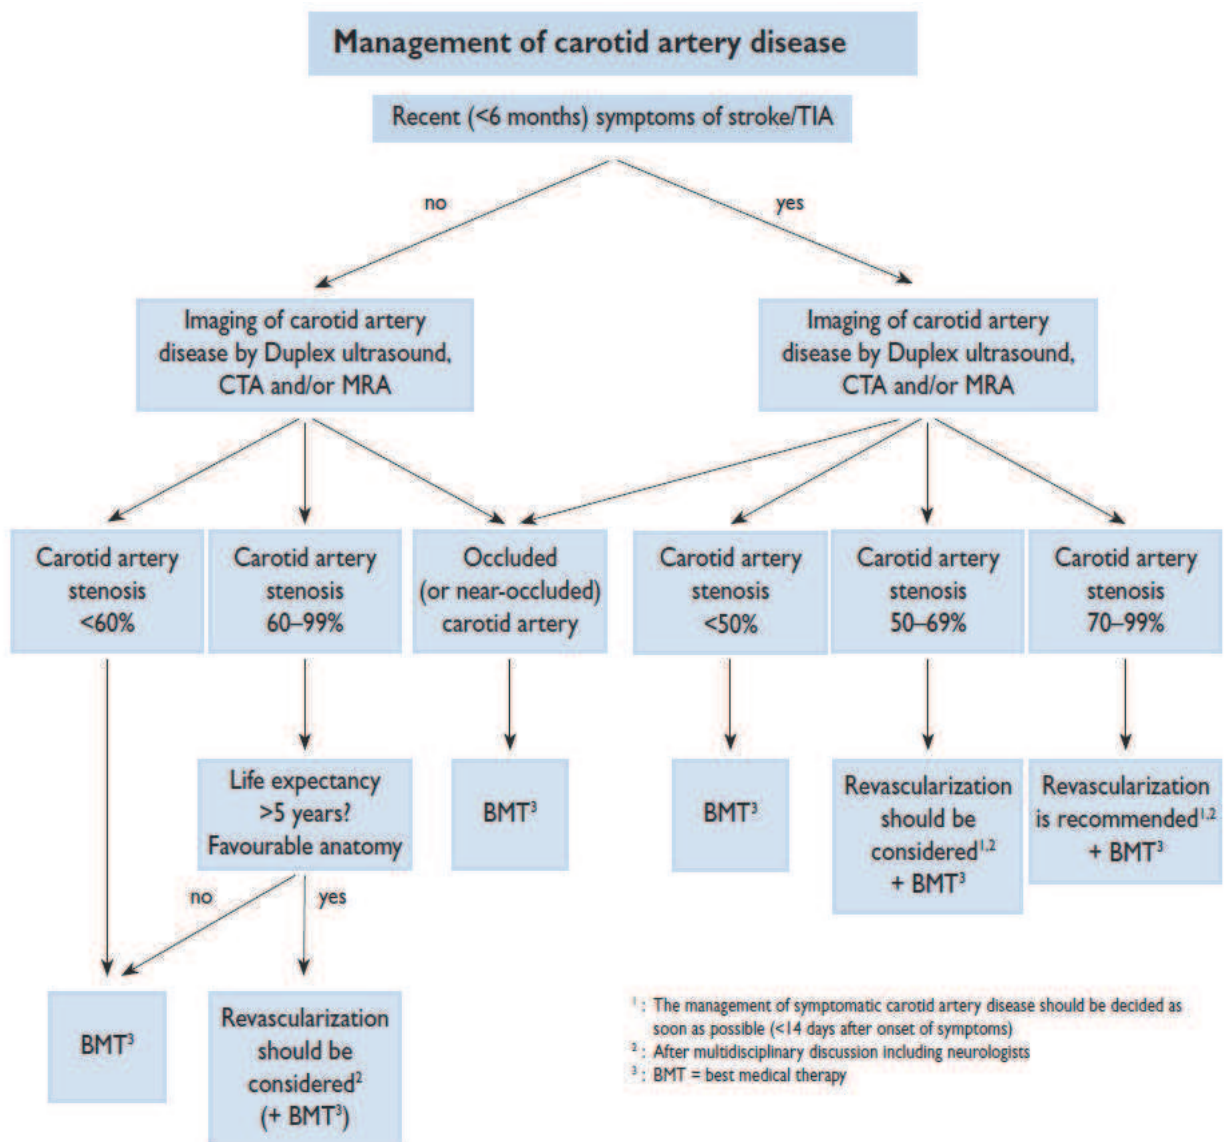 Management of carotid artery disease
Recent (<6 months) symptoms of stroke/TIA
no
yes
Imaging of carotid artery
disease by Duplex ultrasound,
CTA and/or MRA
Imaging of carotid artery
disease by Duplex ultrasound,
CTA and/or MRA
Carotid artery
stenosis
<60%
Carotid artery
stenosis
60–99%
Occluded
(or near-occluded)
carotid artery
Carotid artery
stenosis
<50%
Carotid artery
stenosis
50–69%
Carotid artery
stenosis
70–99%
Life expectancy
>5 years?
Favourable anatomy
BMT³
BMT³
Revascularization
should be
considered¹,²
+ BMT³
Revascularization
is recommended¹,²
+ BMT³
no
yes
BMT³
Revascularization
should be
considered²
(+ BMT³)
¹ : The management of symptomatic carotid artery disease should be decided as
soon as possible (<14 days after onset of symptoms)
² : After multidisciplinary discussion including neurologists
³ : BMT = best medical therapy